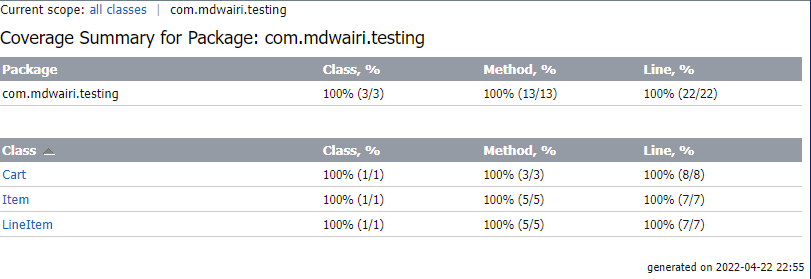 Current scope: all classes | com.mdwairi.testing
Coverage Summary for Package: com.mdwairi.testing
Package Class, % Method, % Line, %
com.mdwairi.testing 100% (3/3) 100% (13/13) 100% (22/22)
Class Class, % Method, % Line, %
Cart 100% (1/1) 100% (3/3) 100% (8/8)
Item 100% (1/1) 100% (5/5) 100% (7/7)
LineItem 100% (1/1) 100% (5/5) 100% (7/7)
generated on 2022-04-22 22:55